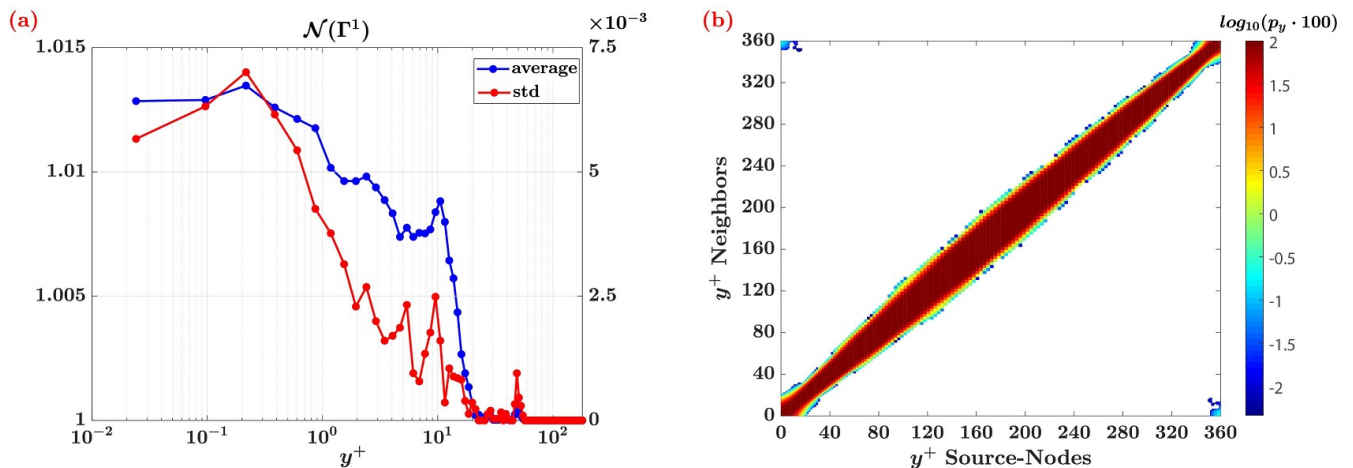 (a)
𝒩(Γ¹)
×10⁻³
1.015
1.01
1.005
1
7.5
5
2.5
0
average
std
10⁻² 10⁻¹ 10⁰ 10¹ 10²
y⁺
(b)
log₁₀(p_y · 100)
360
320
280
240
200
160
120
80
40
0
y⁺ Neighbors
0 40 80 120 160 200 240 280 320 360
y⁺ Source-Nodes
2
1.5
1
0.5
0
-0.5
-1
-1.5
-2